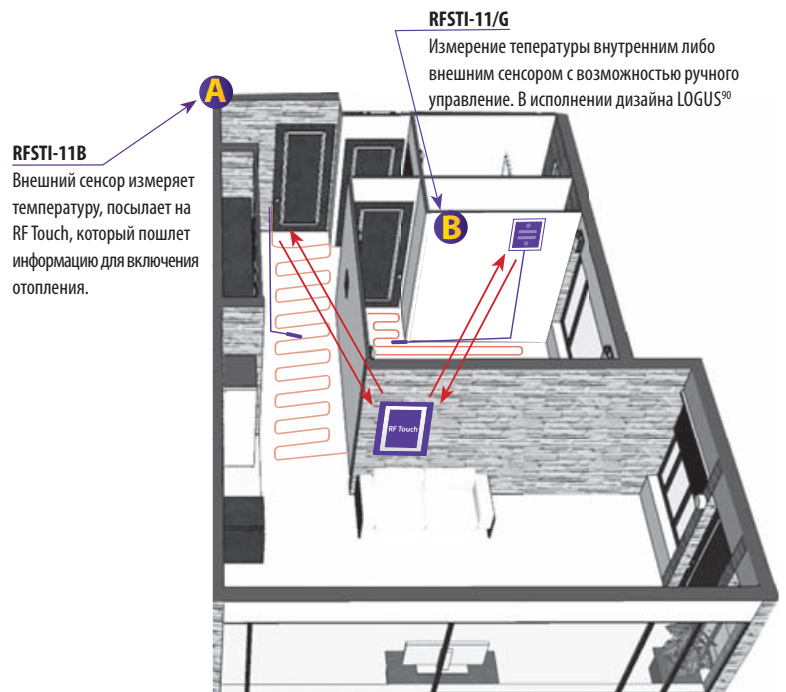 RFSTI-11/G
Измерение тепературы внутренним либо
внешним сенсором с возможностью ручного
управление. В исполнении дизайна LOGUS⁹⁰
A
RFSTI-11B
Внешний сенсор измеряет
температуру, посылает на
RF Touch, который пошлет
информацию для включения
отопления.
B
RF Touch